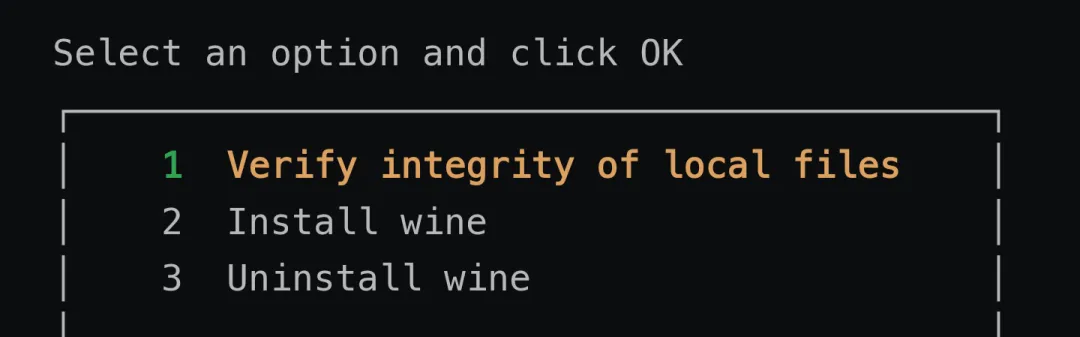 Select an option and click OK
1 Verify integrity of local files
2 Install wine
3 Uninstall wine